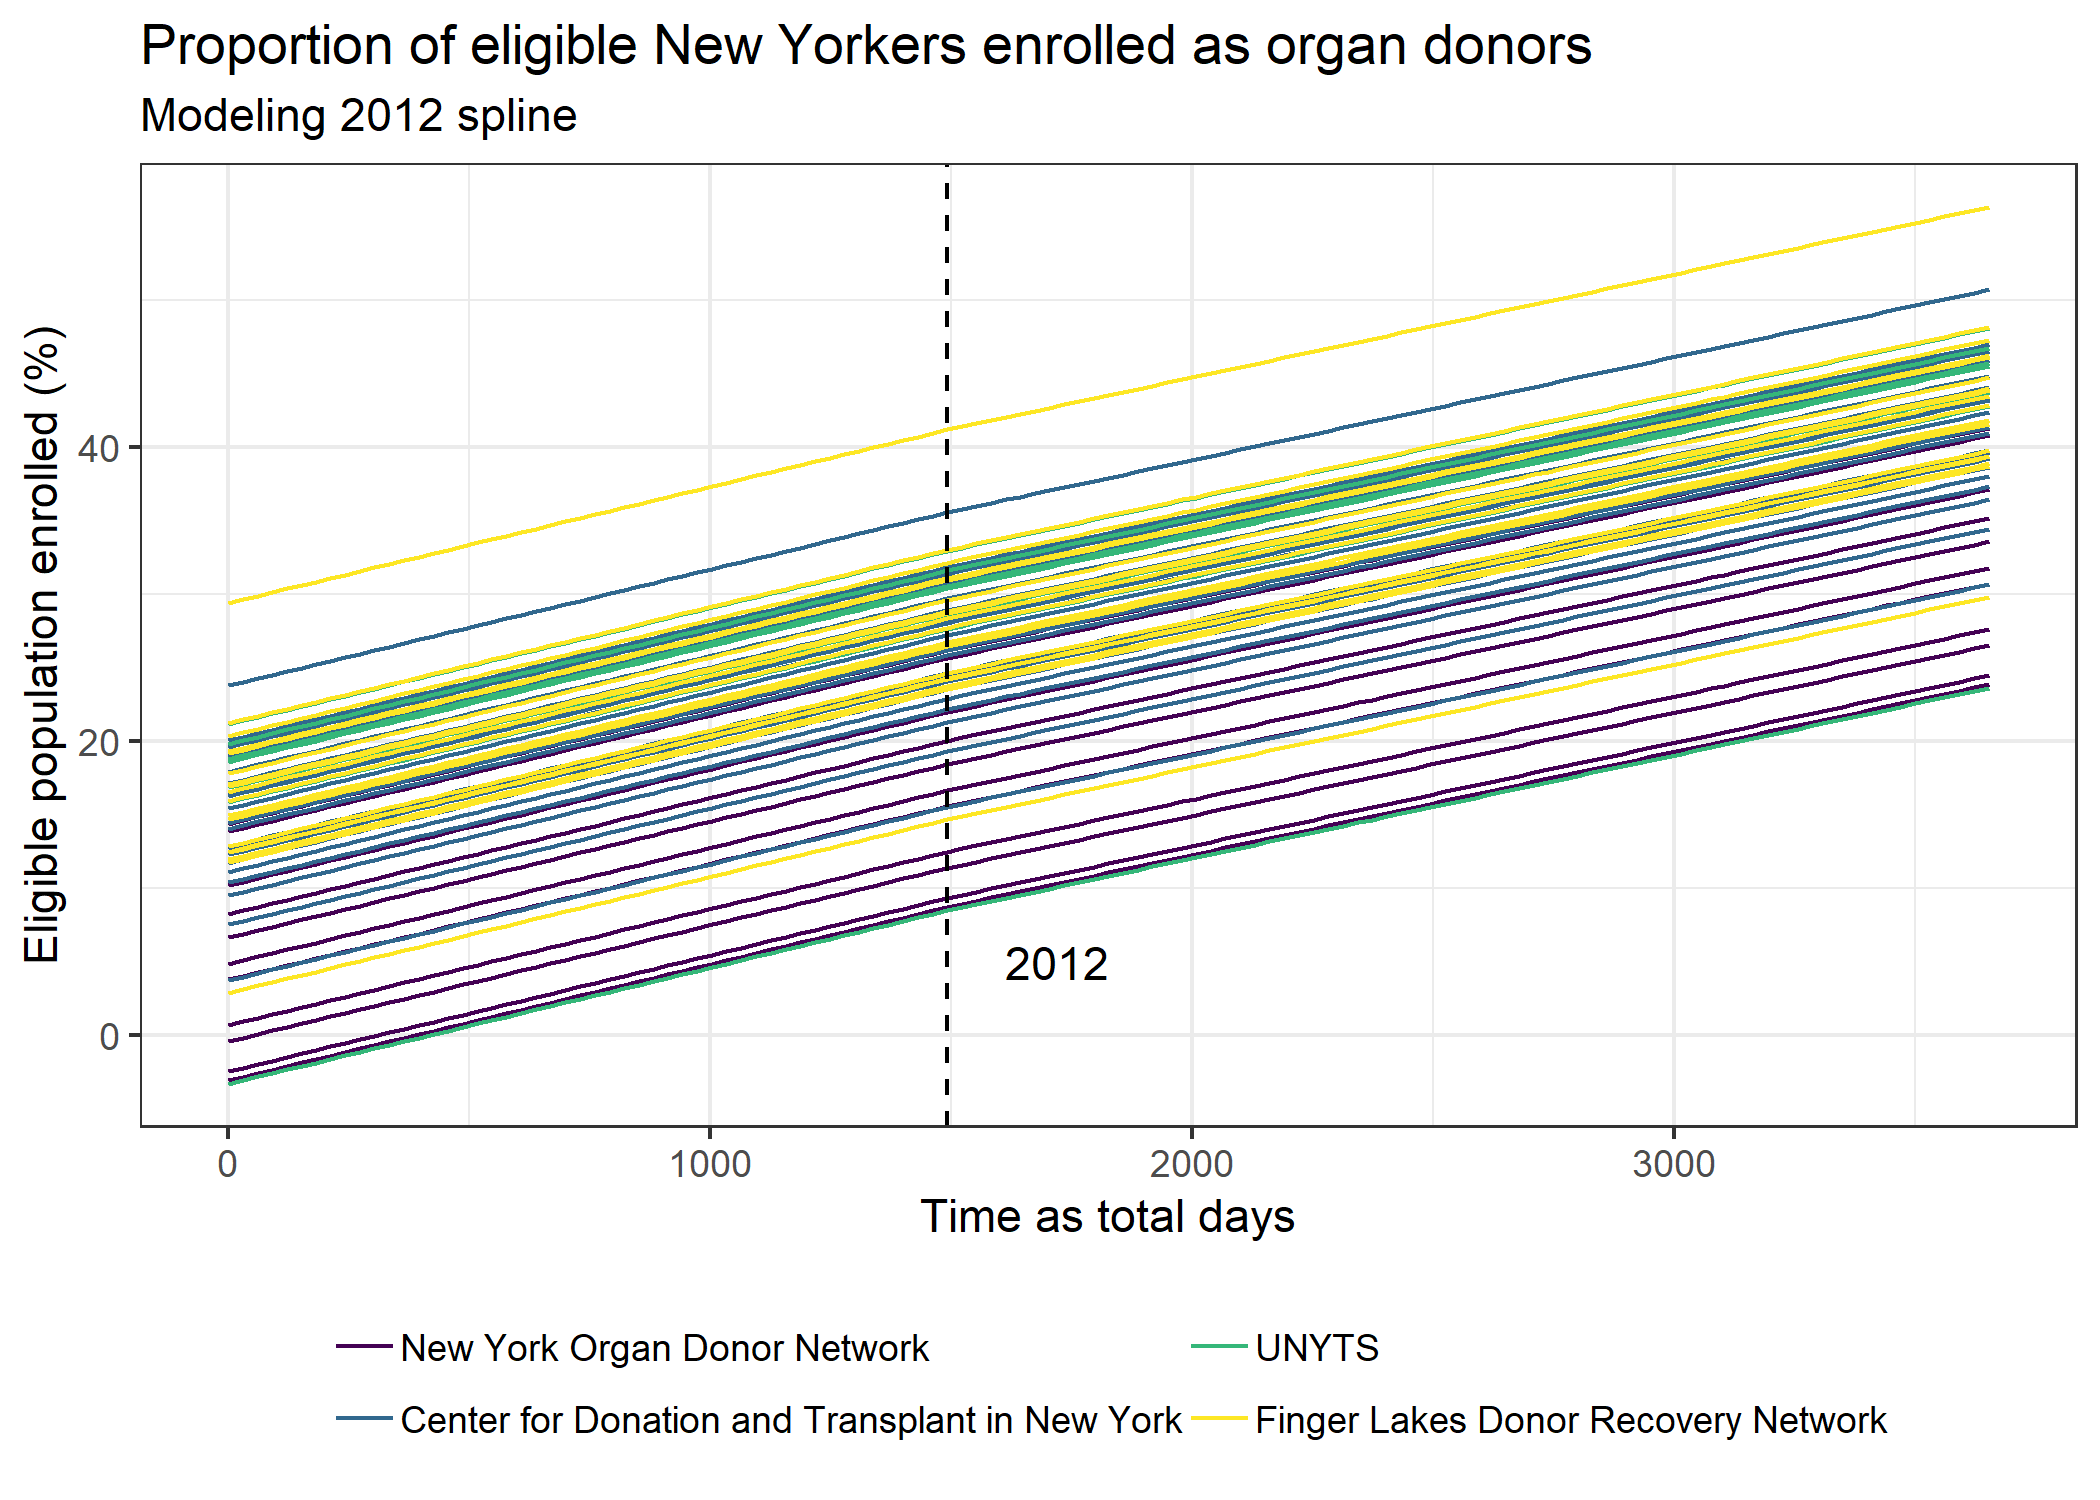 Proportion of eligible New Yorkers enrolled as organ donors
Modeling 2012 spline
Eligible population enrolled (%)
40
20
0
2012
0
1000
2000
3000
Time as total days
New York Organ Donor Network
UNYTS
Center for Donation and Transplant in New York
Finger Lakes Donor Recovery Network